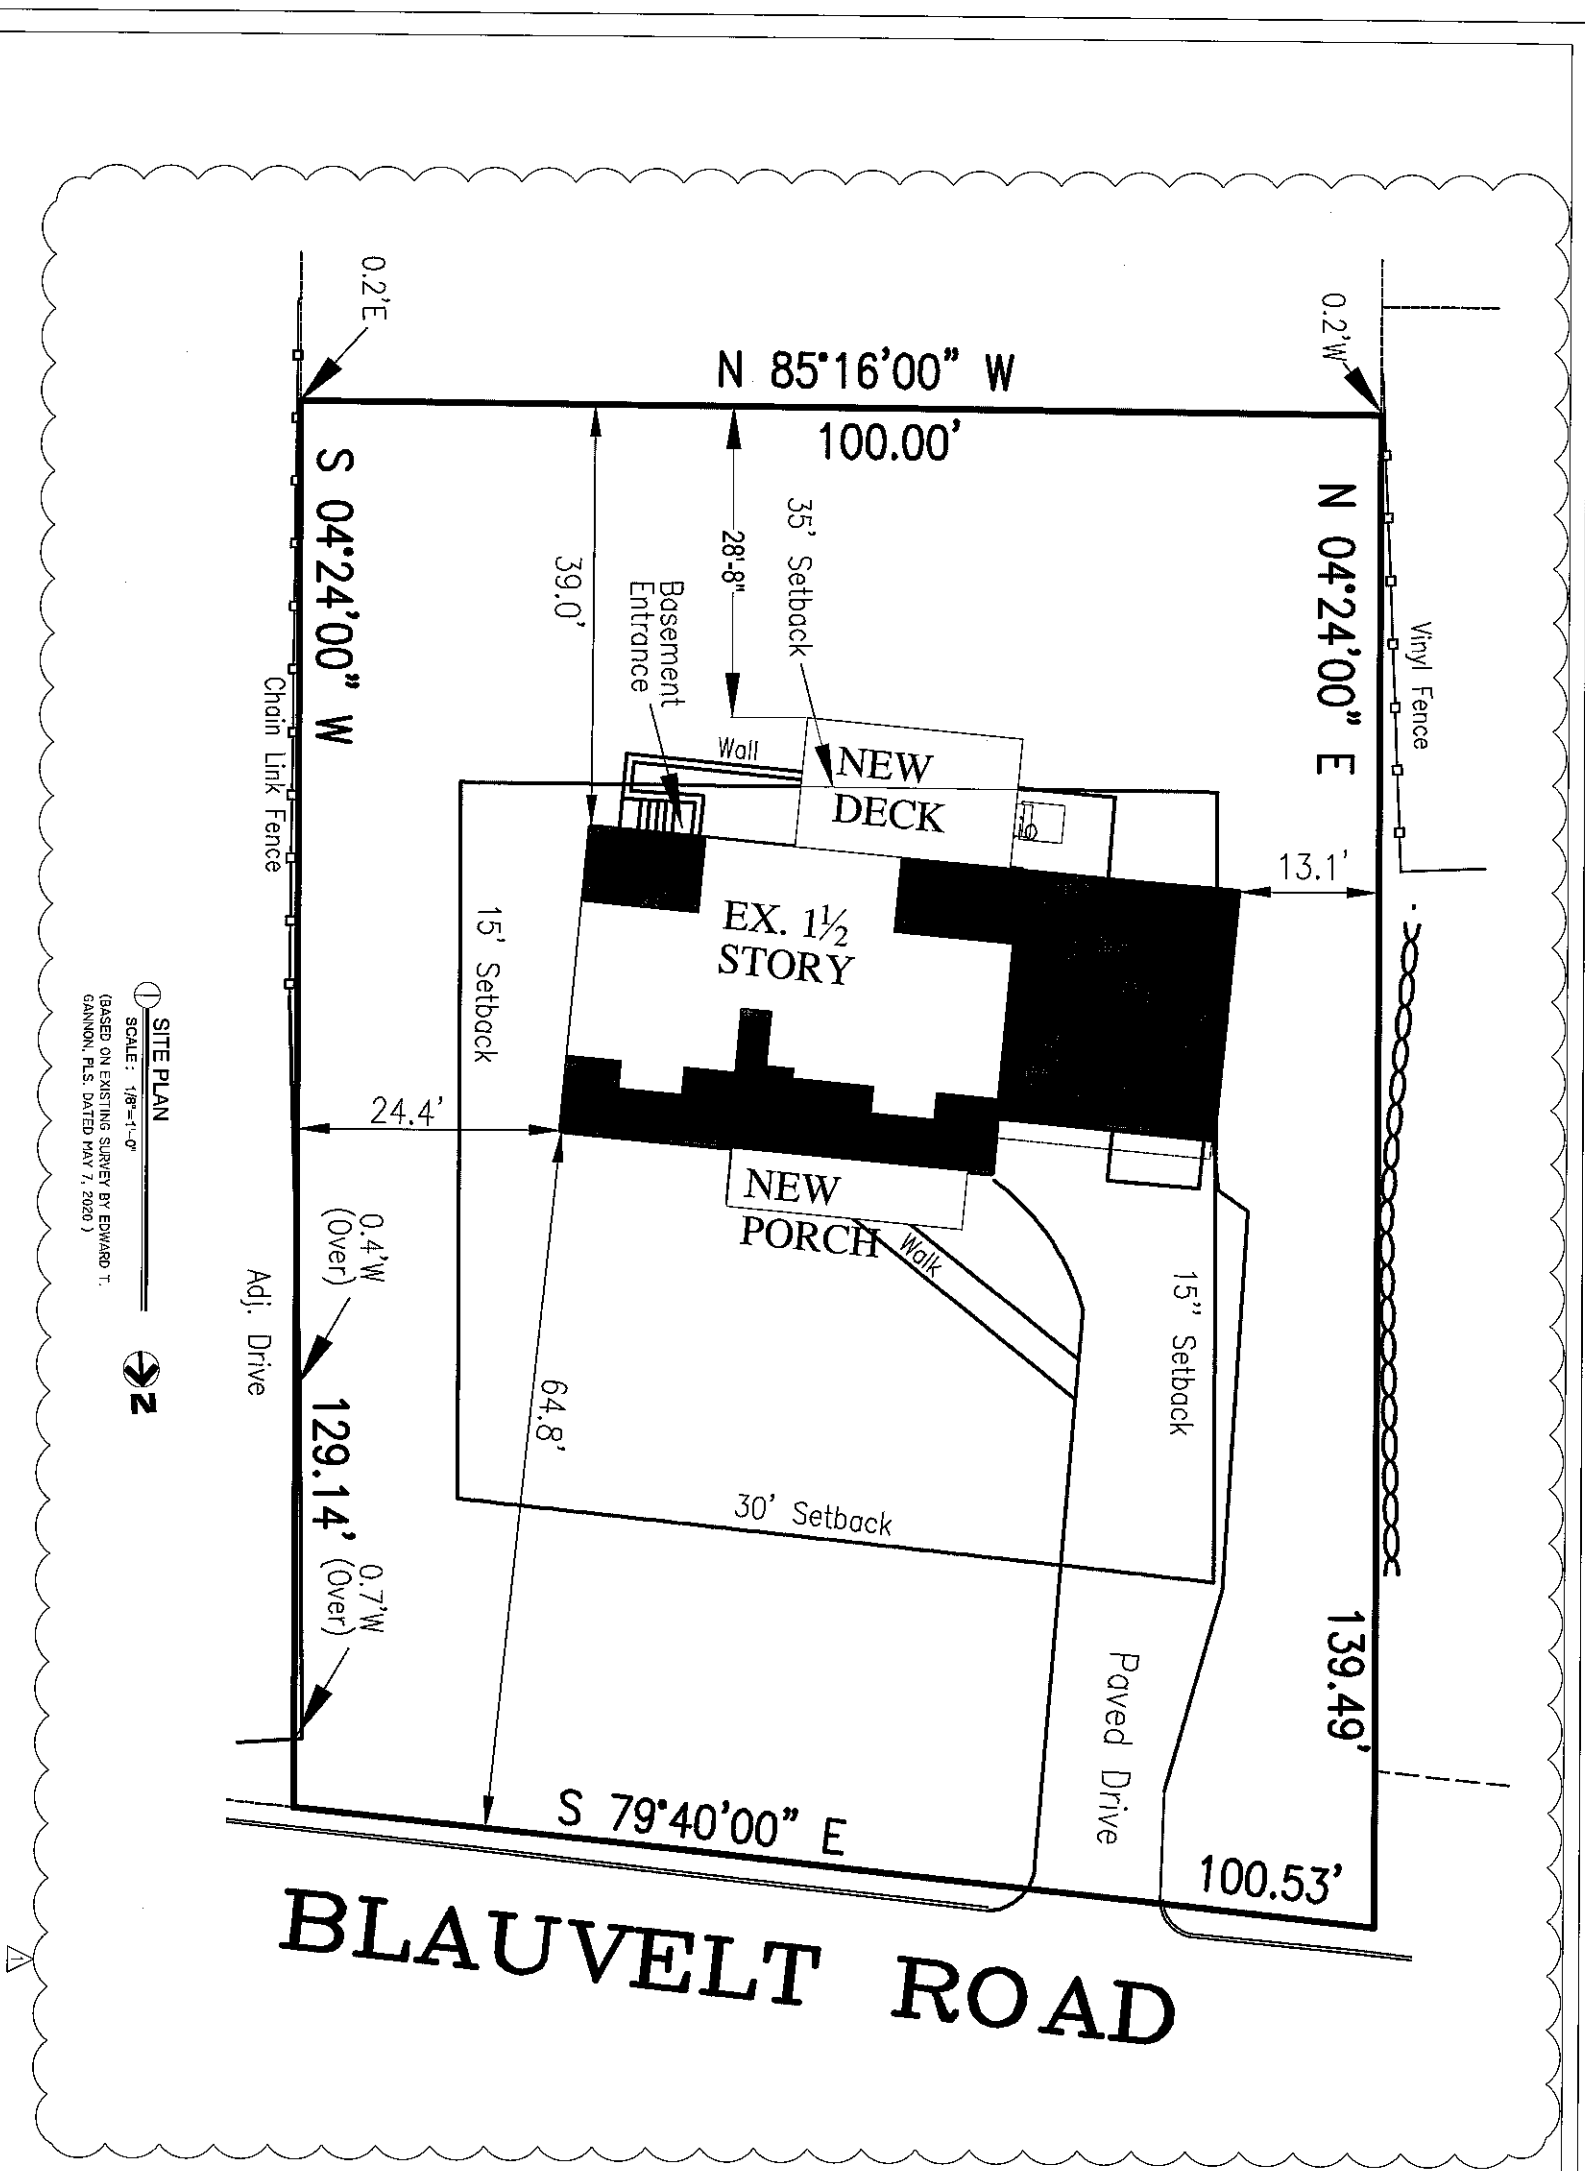 0.2'E
0.2'W
N 85°16'00" W
100.00'
S 04°24'00" W
N 04°24'00" E
Vinyl Fence
35' Setback
28'-8"
39.0'
Basement
Entrance
Chain Link Fence
Wall
NEW
DECK
13.1'
EX. 1½
STORY
15' Setback
24.4'
NEW
PORCH
Walk
15" Setback
0.4'W
(Over)
Adj. Drive
64.8'
129.14'
30' Setback
0.7'W
(Over)
139.49'
Paved Drive
S 79°40'00" E
100.53'
BLAUVELT ROAD
1
SITE PLAN
SCALE: 1/8"=1'-0"
(BASED ON EXISTING SURVEY BY EDWARD T.
GANNON, PLS. DATED MAY 7, 2020 )
N
1